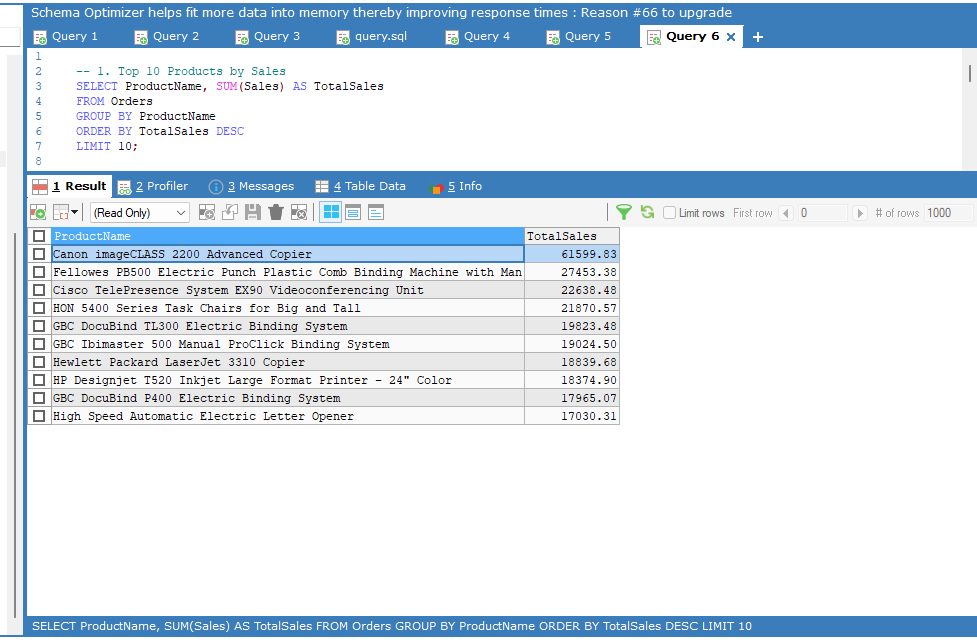 Schema Optimizer helps fit more data into memory thereby improving response times : Reason #66 to upgrade
Query 1 Query 2 Query 3 query.sql Query 4 Query 5 Query 6 × +
1
2 -- 1. Top 10 Products by Sales
3 SELECT ProductName, SUM(Sales) AS TotalSales
4 FROM Orders
5 GROUP BY ProductName
6 ORDER BY TotalSales DESC
7 LIMIT 10;
8
1 Result 2 Profiler 3 Messages 4 Table Data 5 Info
(Read Only) Limit rows First row 0 # of rows 1000
ProductName TotalSales
Canon imageCLASS 2200 Advanced Copier 61599.83
Fellowes PB500 Electric Punch Plastic Comb Binding Machine with Man 27453.38
Cisco TelePresence System EX90 Videoconferencing Unit 22638.48
HON 5400 Series Task Chairs for Big and Tall 21870.57
GBC DocuBind TL300 Electric Binding System 19823.48
GBC Ibimaster 500 Manual ProClick Binding System 19024.50
Hewlett Packard LaserJet 3310 Copier 18839.68
HP Designjet T520 Inkjet Large Format Printer - 24" Color 18374.90
GBC DocuBind P400 Electric Binding System 17965.07
High Speed Automatic Electric Letter Opener 17030.31
SELECT ProductName, SUM(Sales) AS TotalSales FROM Orders GROUP BY ProductName ORDER BY TotalSales DESC LIMIT 10